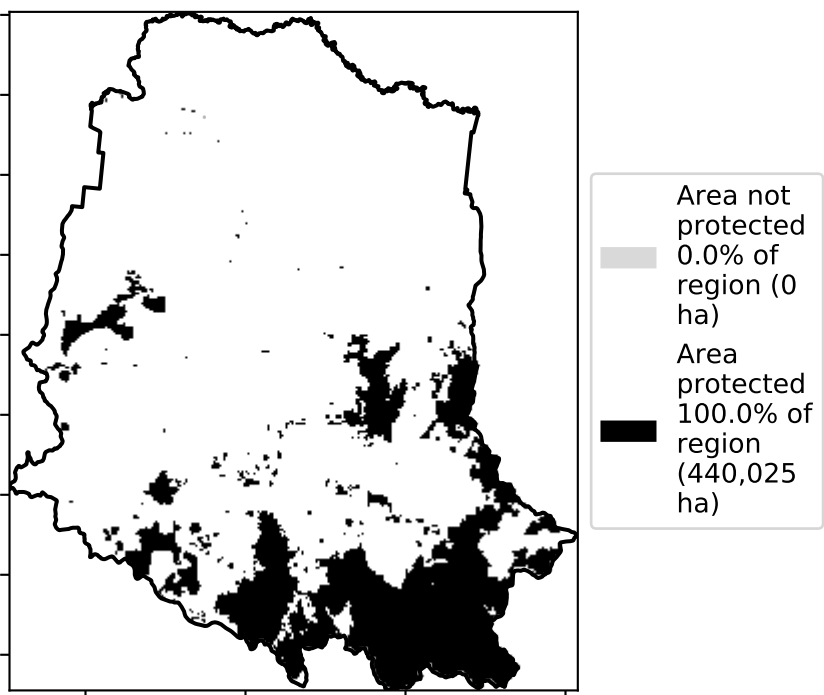 Area not
protected
0.0% of
region (0
ha)
Area
protected
100.0% of
region
(440,025
ha)